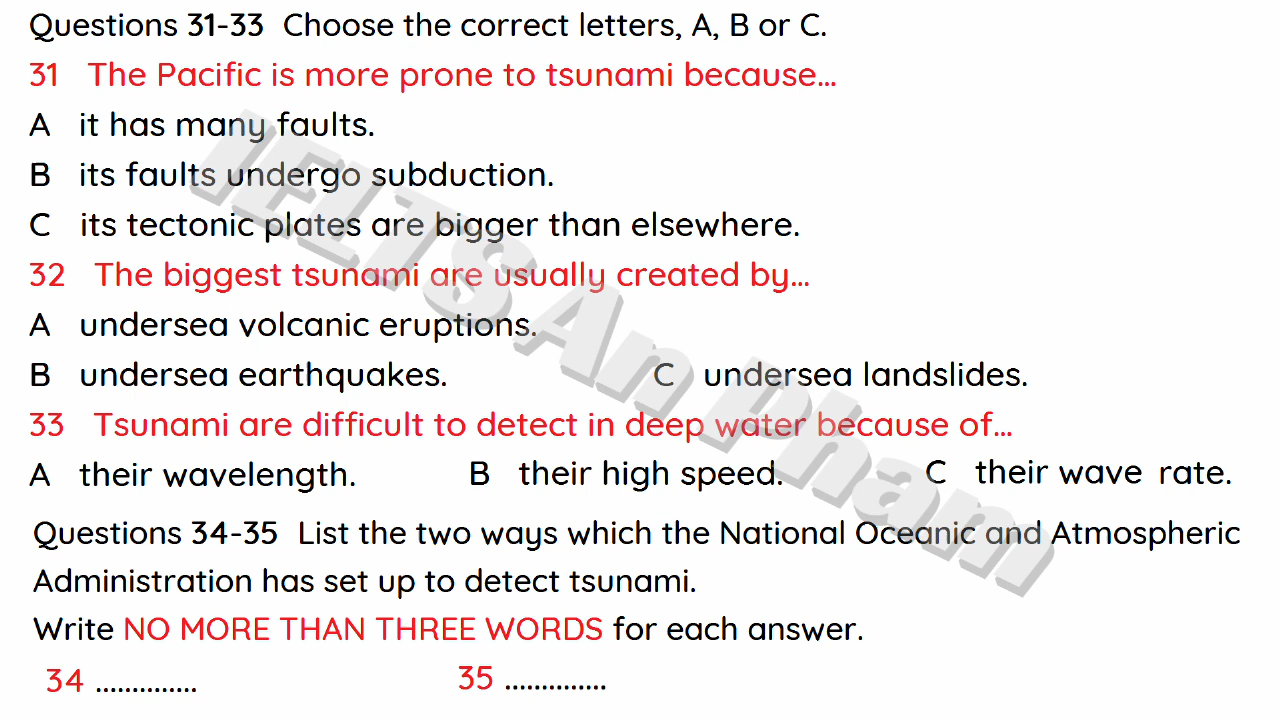 Questions 31-33 Choose the correct letters, A, B or C.
31 The Pacific is more prone to tsunami because...
A it has many faults.
B its faults undergo subduction.
C its tectonic plates are bigger than elsewhere.
32 The biggest tsunami are usually created by...
A undersea volcanic eruptions.
B undersea earthquakes. C undersea landslides.
33 Tsunami are difficult to detect in deep water because of...
A their wavelength. B their high speed. C their wave rate.
Questions 34-35 List the two ways which the National Oceanic and Atmospheric
Administration has set up to detect tsunami.
Write NO MORE THAN THREE WORDS for each answer.
34 .............. 35 ..............
IELTS An Pham